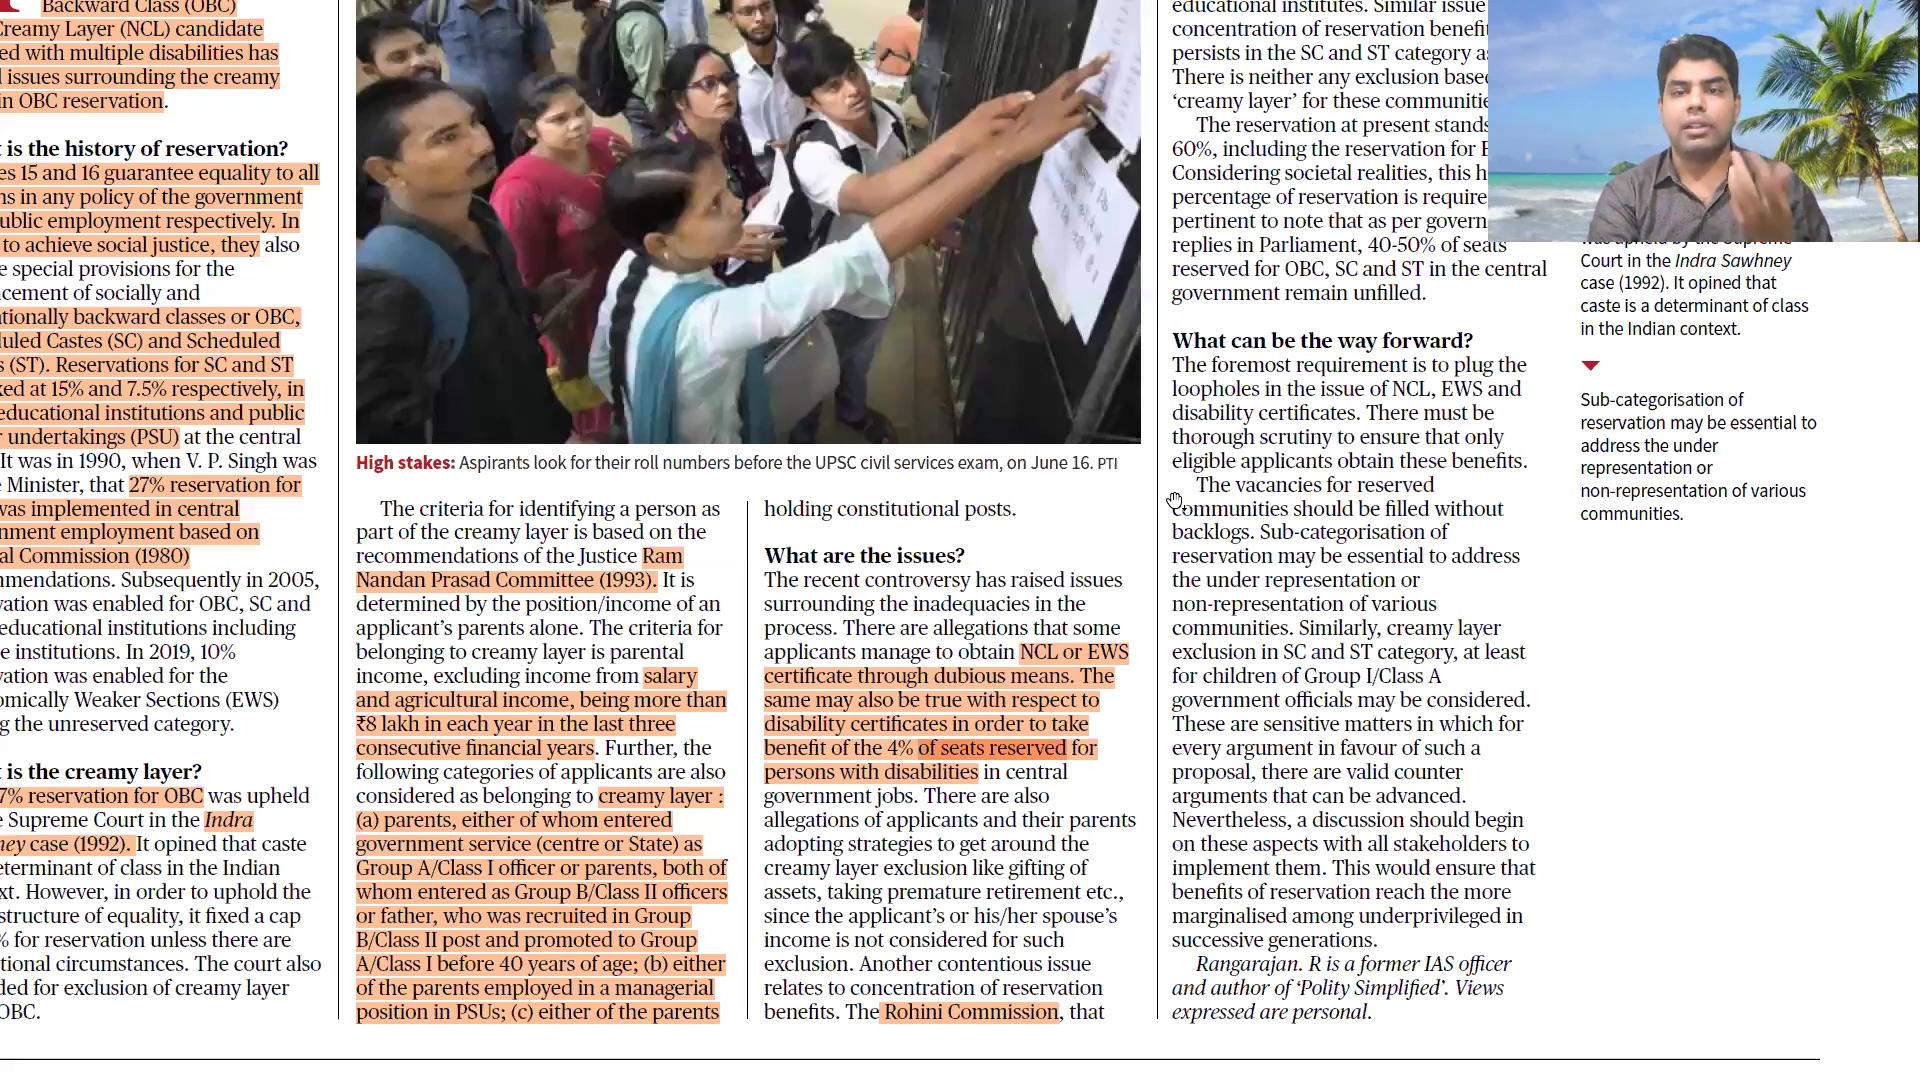 Backward Class (OBC)
Creamy Layer (NCL) candidate
ed with multiple disabilities has
issues surrounding the creamy
in OBC reservation.
is the history of reservation?
es 15 and 16 guarantee equality to all
ns in any policy of the government
ublic employment respectively. In
to achieve social justice, they also
e special provisions for the
ncement of socially and
ationally backward classes or OBC,
duled Castes (SC) and Scheduled
s (ST). Reservations for SC and ST
xed at 15% and 7.5% respectively, in
educational institutions and public
r undertakings (PSU) at the central
It was in 1990, when V. P. Singh was
e Minister, that 27% reservation for
was implemented in central
nment employment based on
al Commission (1980)
mmendations. Subsequently in 2005,
vation was enabled for OBC, SC and
educational institutions including
e institutions. In 2019, 10%
vation was enabled for the
omically Weaker Sections (EWS)
g the unreserved category.
is the creamy layer?
7% reservation for OBC was upheld
e Supreme Court in the Indra
ney case (1992). It opined that caste
eterminant of class in the Indian
xt. However, in order to uphold the
structure of equality, it fixed a cap
% for reservation unless there are
tional circumstances. The court also
ded for exclusion of creamy layer
OBC.
High stakes: Aspirants look for their roll numbers before the UPSC civil services exam, on June 16. PTI
The criteria for identifying a person as
part of the creamy layer is based on the
recommendations of the Justice Ram
Nandan Prasad Committee (1993). It is
determined by the position/income of an
applicant's parents alone. The criteria for
belonging to creamy layer is parental
income, excluding income from salary
and agricultural income, being more than
₹8 lakh in each year in the last three
consecutive financial years. Further, the
following categories of applicants are also
considered as belonging to creamy layer :
(a) parents, either of whom entered
government service (centre or State) as
Group A/Class I officer or parents, both of
whom entered as Group B/Class II officers
or father, who was recruited in Group
B/Class II post and promoted to Group
A/Class I before 40 years of age; (b) either
of the parents employed in a managerial
position in PSUs; (c) either of the parents
holding constitutional posts.
What are the issues?
The recent controversy has raised issues
surrounding the inadequacies in the
process. There are allegations that some
applicants manage to obtain NCL or EWS
certificate through dubious means. The
same may also be true with respect to
disability certificates in order to take
benefit of the 4% of seats reserved for
persons with disabilities in central
government jobs. There are also
allegations of applicants and their parents
adopting strategies to get around the
creamy layer exclusion like gifting of
assets, taking premature retirement etc.,
since the applicant's or his/her spouse's
income is not considered for such
exclusion. Another contentious issue
relates to concentration of reservation
benefits. The Rohini Commission, that
educational institutes. Similar issue
concentration of reservation benefit
persists in the SC and ST category as
There is neither any exclusion base
'creamy layer' for these communitie
The reservation at present stands
60%, including the reservation for E
Considering societal realities, this h
percentage of reservation is require
pertinent to note that as per govern
replies in Parliament, 40-50% of seats
reserved for OBC, SC and ST in the central
government remain unfilled.
What can be the way forward?
The foremost requirement is to plug the
loopholes in the issue of NCL, EWS and
disability certificates. There must be
thorough scrutiny to ensure that only
eligible applicants obtain these benefits.
The vacancies for reserved
communities should be filled without
backlogs. Sub-categorisation of
reservation may be essential to address
the under representation or
non-representation of various
communities. Similarly, creamy layer
exclusion in SC and ST category, at least
for children of Group I/Class A
government officials may be considered.
These are sensitive matters in which for
every argument in favour of such a
proposal, there are valid counter
arguments that can be advanced.
Nevertheless, a discussion should begin
on these aspects with all stakeholders to
implement them. This would ensure that
benefits of reservation reach the more
marginalised among underprivileged in
successive generations.
Rangarajan. R is a former IAS officer
and author of 'Polity Simplified'. Views
expressed are personal.
was upheld by the Supreme
Court in the Indra Sawhney
case (1992). It opined that
caste is a determinant of class
in the Indian context.
Sub-categorisation of
reservation may be essential to
address the under
representation or
non-representation of various
communities.